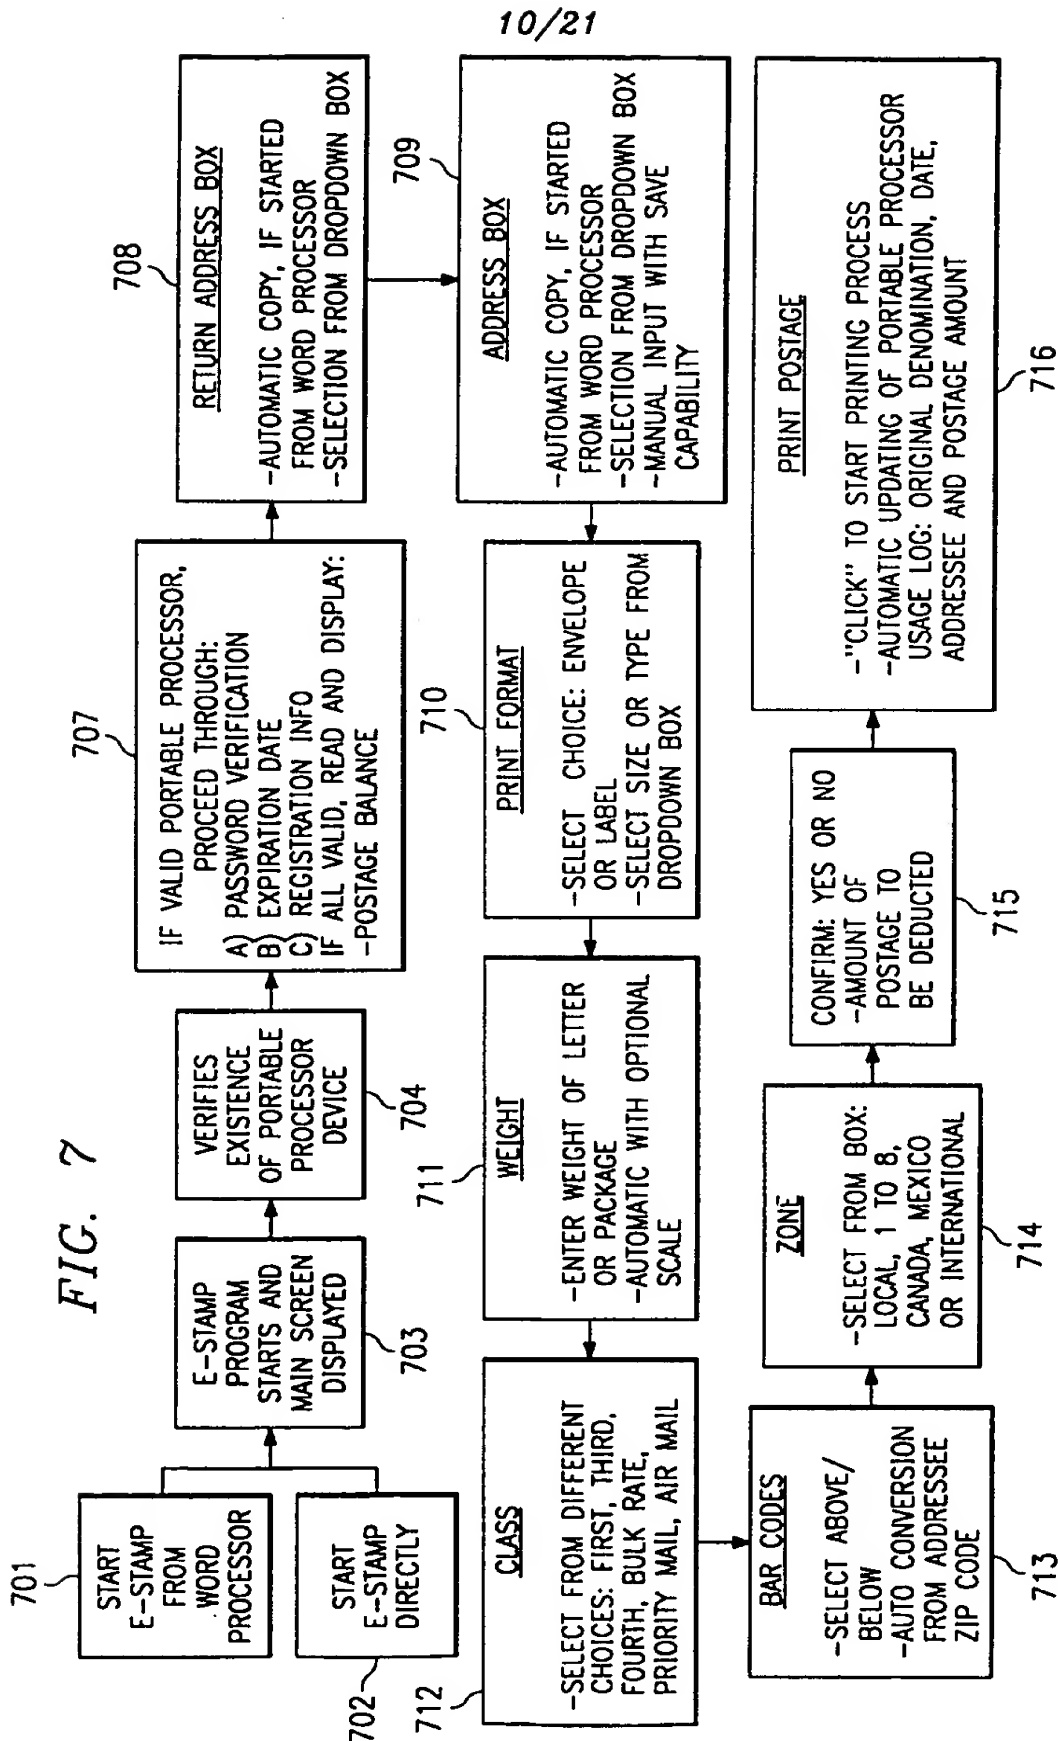 10/21
FIG. 7
701
START
E-STAMP
FROM
WORD
PROCESSOR
702
START
E-STAMP
DIRECTLY
703
E-STAMP
PROGRAM
STARTS AND
MAIN SCREEN
DISPLAYED
704
VERIFIES
EXISTENCE
OF PORTABLE
PROCESSOR
DEVICE
707
IF VALID PORTABLE PROCESSOR,
PROCEED THROUGH:
A) PASSWORD VERIFICATION
B) EXPIRATION DATE
C) REGISTRATION INFO
IF ALL VALID, READ AND DISPLAY:
-POSTAGE BALANCE
708
RETURN ADDRESS BOX
-AUTOMATIC COPY, IF STARTED
FROM WORD PROCESSOR
-SELECTION FROM DROPDOWN BOX
709
ADDRESS BOX
-AUTOMATIC COPY, IF STARTED
FROM WORD PROCESSOR
-SELECTION FROM DROPDOWN BOX
-MANUAL INPUT WITH SAVE
CAPABILITY
710
PRINT FORMAT
-SELECT CHOICE: ENVELOPE
OR LABEL
-SELECT SIZE OR TYPE FROM
DROPDOWN BOX
711
WEIGHT
-ENTER WEIGHT OF LETTER
OR PACKAGE
-AUTOMATIC WITH OPTIONAL
SCALE
712
CLASS
-SELECT FROM DIFFERENT
CHOICES: FIRST, THIRD,
FOURTH, BULK RATE,
PRIORITY MAIL, AIR MAIL
713
BAR CODES
-SELECT ABOVE/
BELOW
-AUTO CONVERSION
FROM ADDRESSEE
ZIP CODE
714
ZONE
-SELECT FROM BOX:
LOCAL, 1 TO 8,
CANADA, MEXICO
OR INTERNATIONAL
715
CONFIRM: YES OR NO
-AMOUNT OF
POSTAGE TO
BE DEDUCTED
716
PRINT POSTAGE
-"CLICK" TO START PRINTING PROCESS
-AUTOMATIC UPDATING OF PORTABLE PROCESSOR
USAGE LOG: ORIGINAL DENOMINATION, DATE,
ADDRESSEE AND POSTAGE AMOUNT